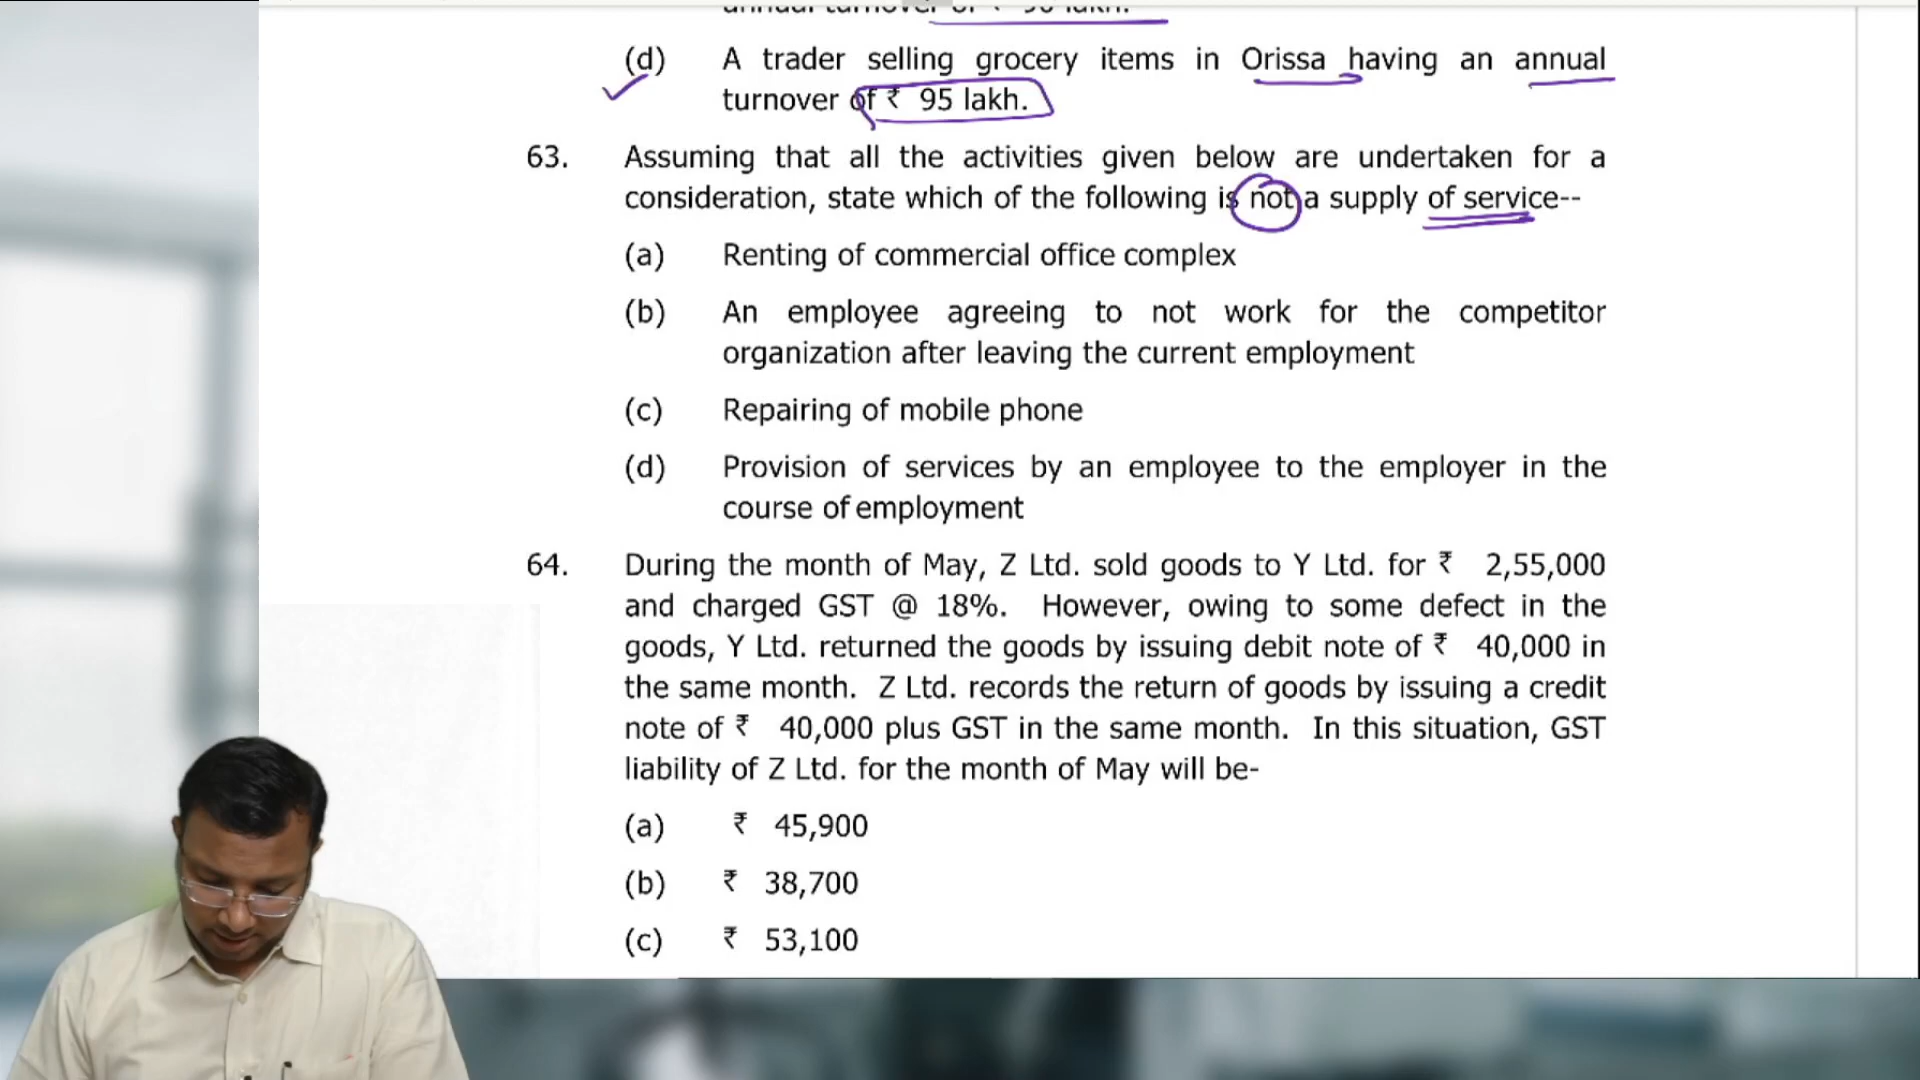 (d) A trader selling grocery items in Orissa having an annual
turnover of ₹ 95 lakh.
63. Assuming that all the activities given below are undertaken for a
consideration, state which of the following is not a supply of service--
(a) Renting of commercial office complex
(b) An employee agreeing to not work for the competitor
organization after leaving the current employment
(c) Repairing of mobile phone
(d) Provision of services by an employee to the employer in the
course of employment
64. During the month of May, Z Ltd. sold goods to Y Ltd. for ₹ 2,55,000
and charged GST @ 18%. However, owing to some defect in the
goods, Y Ltd. returned the goods by issuing debit note of ₹ 40,000 in
the same month. Z Ltd. records the return of goods by issuing a credit
note of ₹ 40,000 plus GST in the same month. In this situation, GST
liability of Z Ltd. for the month of May will be-
(a) ₹ 45,900
(b) ₹ 38,700
(c) ₹ 53,100